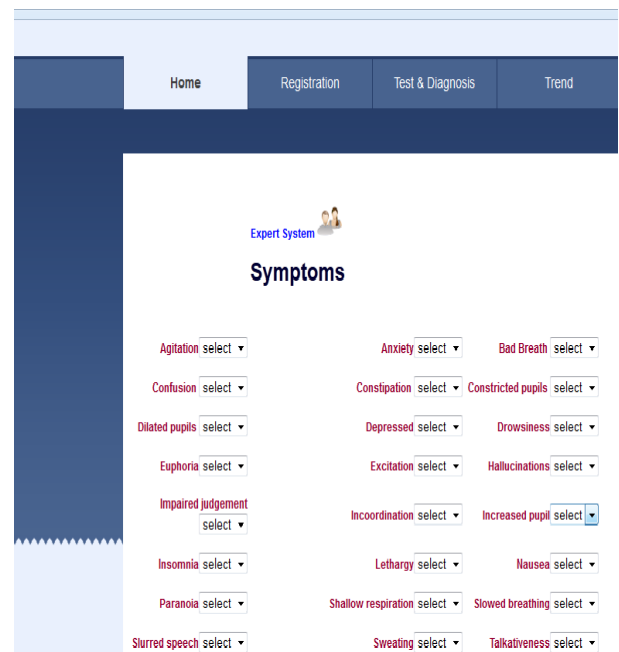 Home Registration Test & Diagnosis Trend
Expert System
Symptoms
Agitation select Anxiety select Bad Breath select
Confusion select Constipation select Constricted pupils select
Dilated pupils select Depressed select Drowsiness select
Euphoria select Excitation select Hallucinations select
Impaired judgement
select Incoordination select Increased pupil select
Insomnia select Lethargy select Nausea select
Paranoia select Shallow respiration select Slowed breathing select
Slurred speech select Sweating select Talkativeness select